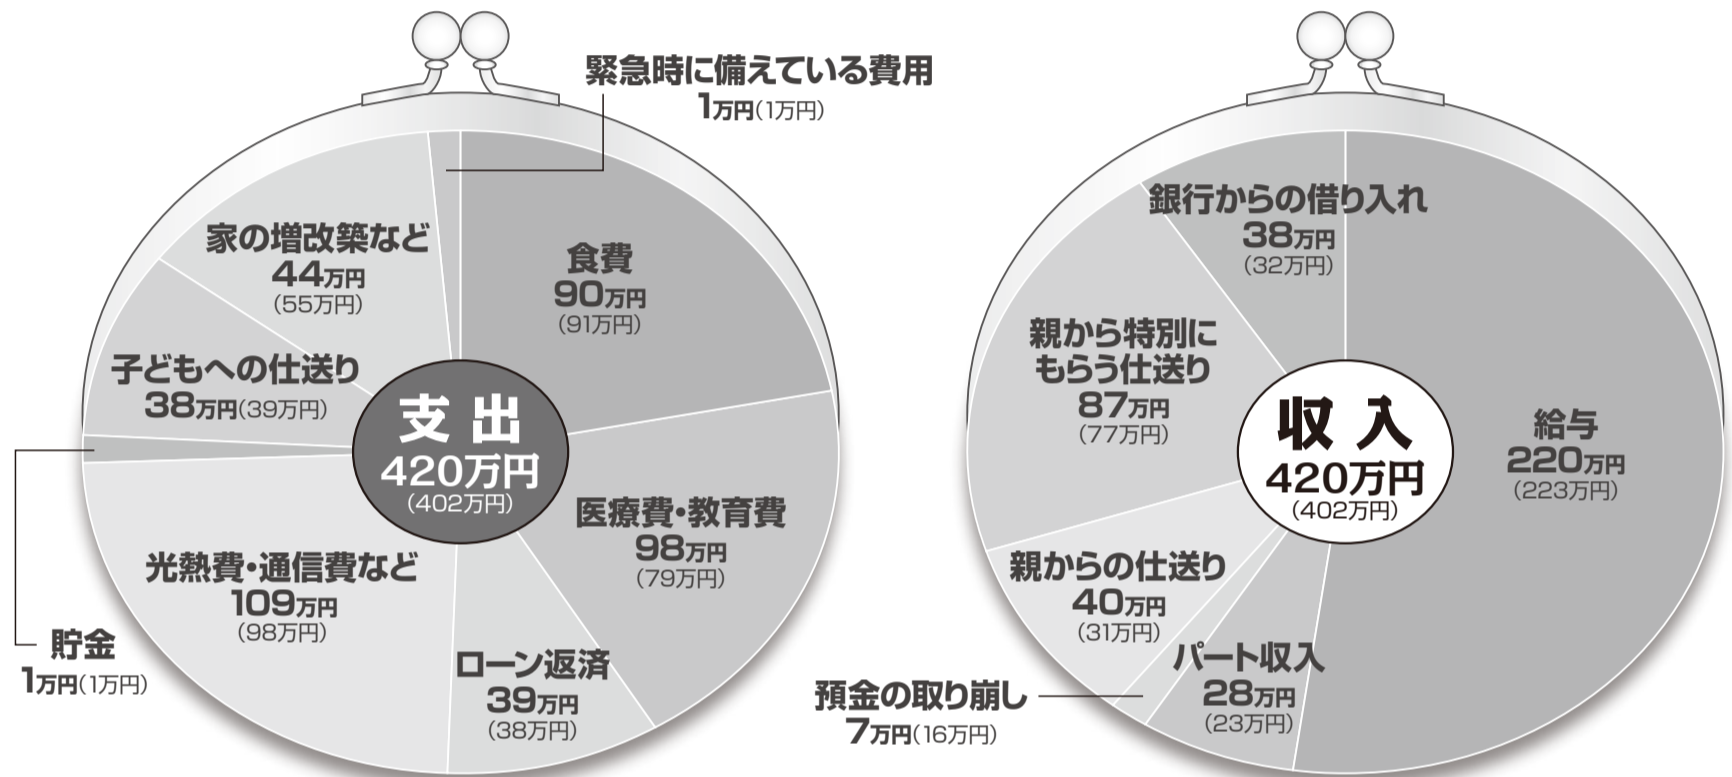 緊急時に備えている費用
1万円(1万円)
食費
90万円
(91万円)
医療費・教育費
98万円
(79万円)
ローン返済
39万円
(38万円)
光熱費・通信費など
109万円
(98万円)
貯金
1万円(1万円)
子どもへの仕送り
38万円(39万円)
家の増改築など
44万円
(55万円)
支出
420万円
(402万円)
銀行からの借り入れ
38万円
(32万円)
親から特別に
もらう仕送り
87万円
(77万円)
親からの仕送り
40万円
(31万円)
預金の取り崩し
7万円(16万円)
パート収入
28万円
(23万円)
給与
220万円
(223万円)
収入
420万円
(402万円)